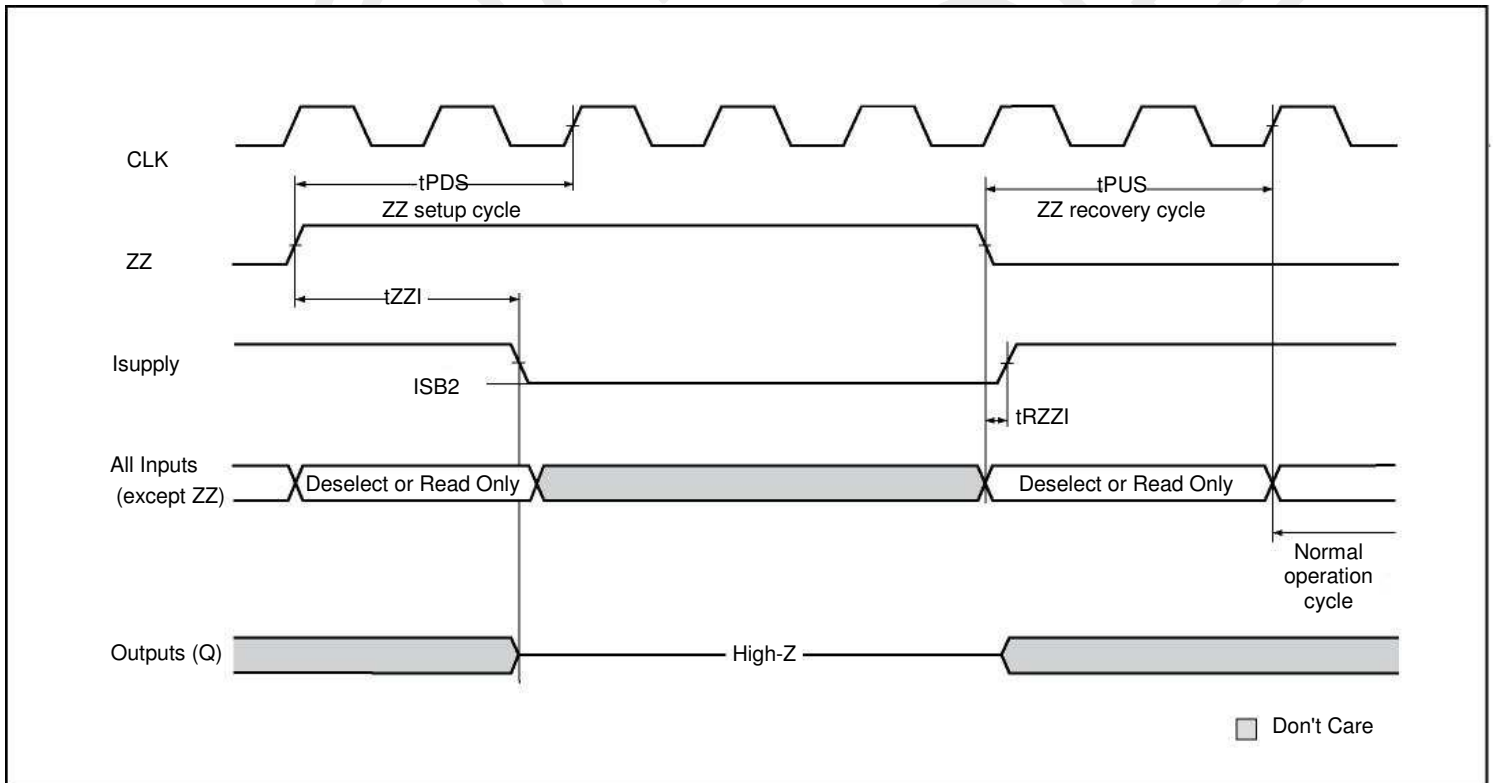 CLK
tPDS
ZZ setup cycle
tPUS
ZZ recovery cycle
ZZ
tZZI
Isupply
ISB2
tRZZI
All Inputs
(except ZZ)
Deselect or Read Only
Deselect or Read Only
Normal
operation
cycle
Outputs (Q)
High-Z
Don't Care